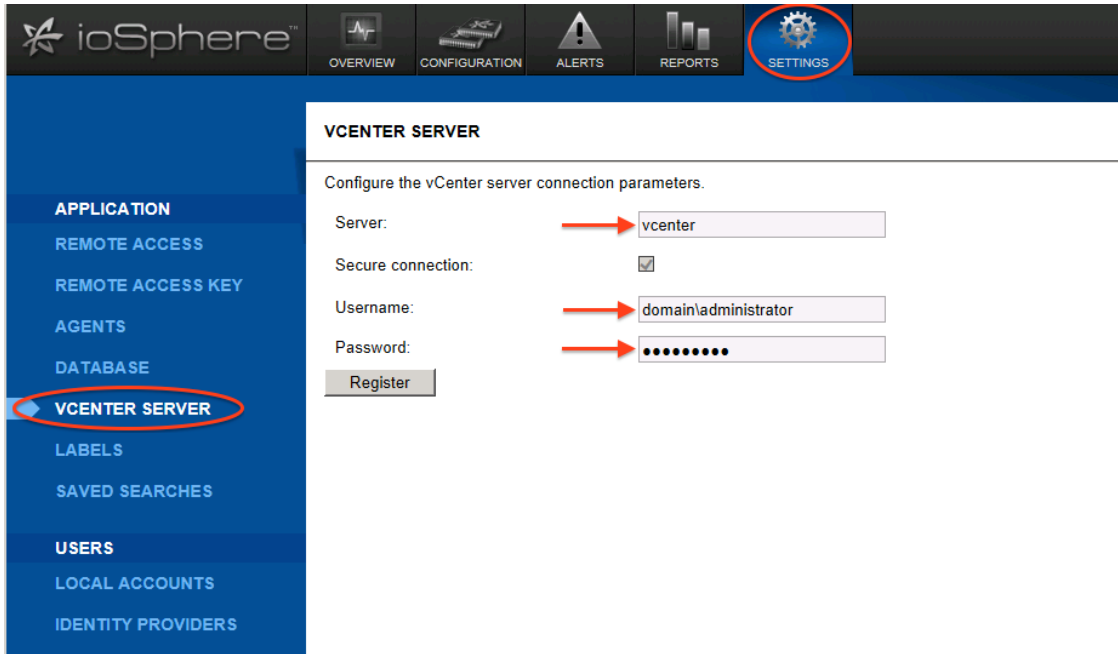 ioSphere™
OVERVIEW CONFIGURATION ALERTS REPORTS SETTINGS
VCENTER SERVER
Configure the vCenter server connection parameters.
Server: vcenter
Secure connection:
Username: domain\administrator
Password: ●●●●●●●●●
Register
APPLICATION
REMOTE ACCESS
REMOTE ACCESS KEY
AGENTS
DATABASE
VCENTER SERVER
LABELS
SAVED SEARCHES
USERS
LOCAL ACCOUNTS
IDENTITY PROVIDERS